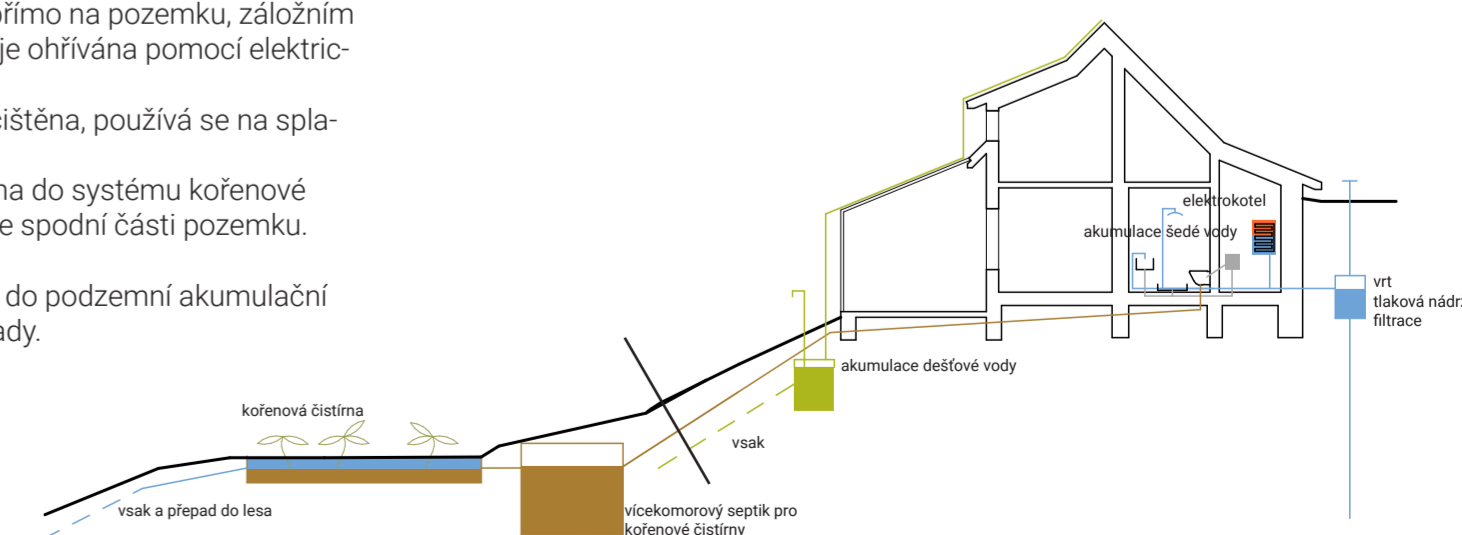 přímo na pozemku, záložním
je ohřívána pomocí elektric-
čištěna, používá se na spla-
na do systému kořenové
e spodní části pozemku.
do podzemní akumulační
ady.
elektrokotel
akumulace šedé vody
vrt
tlaková nádrž
filtrace
akumulace dešťové vody
kořenová čistírna
vsak
vsak a přepad do lesa
vícekomorový septik pro
kořenové čistírny